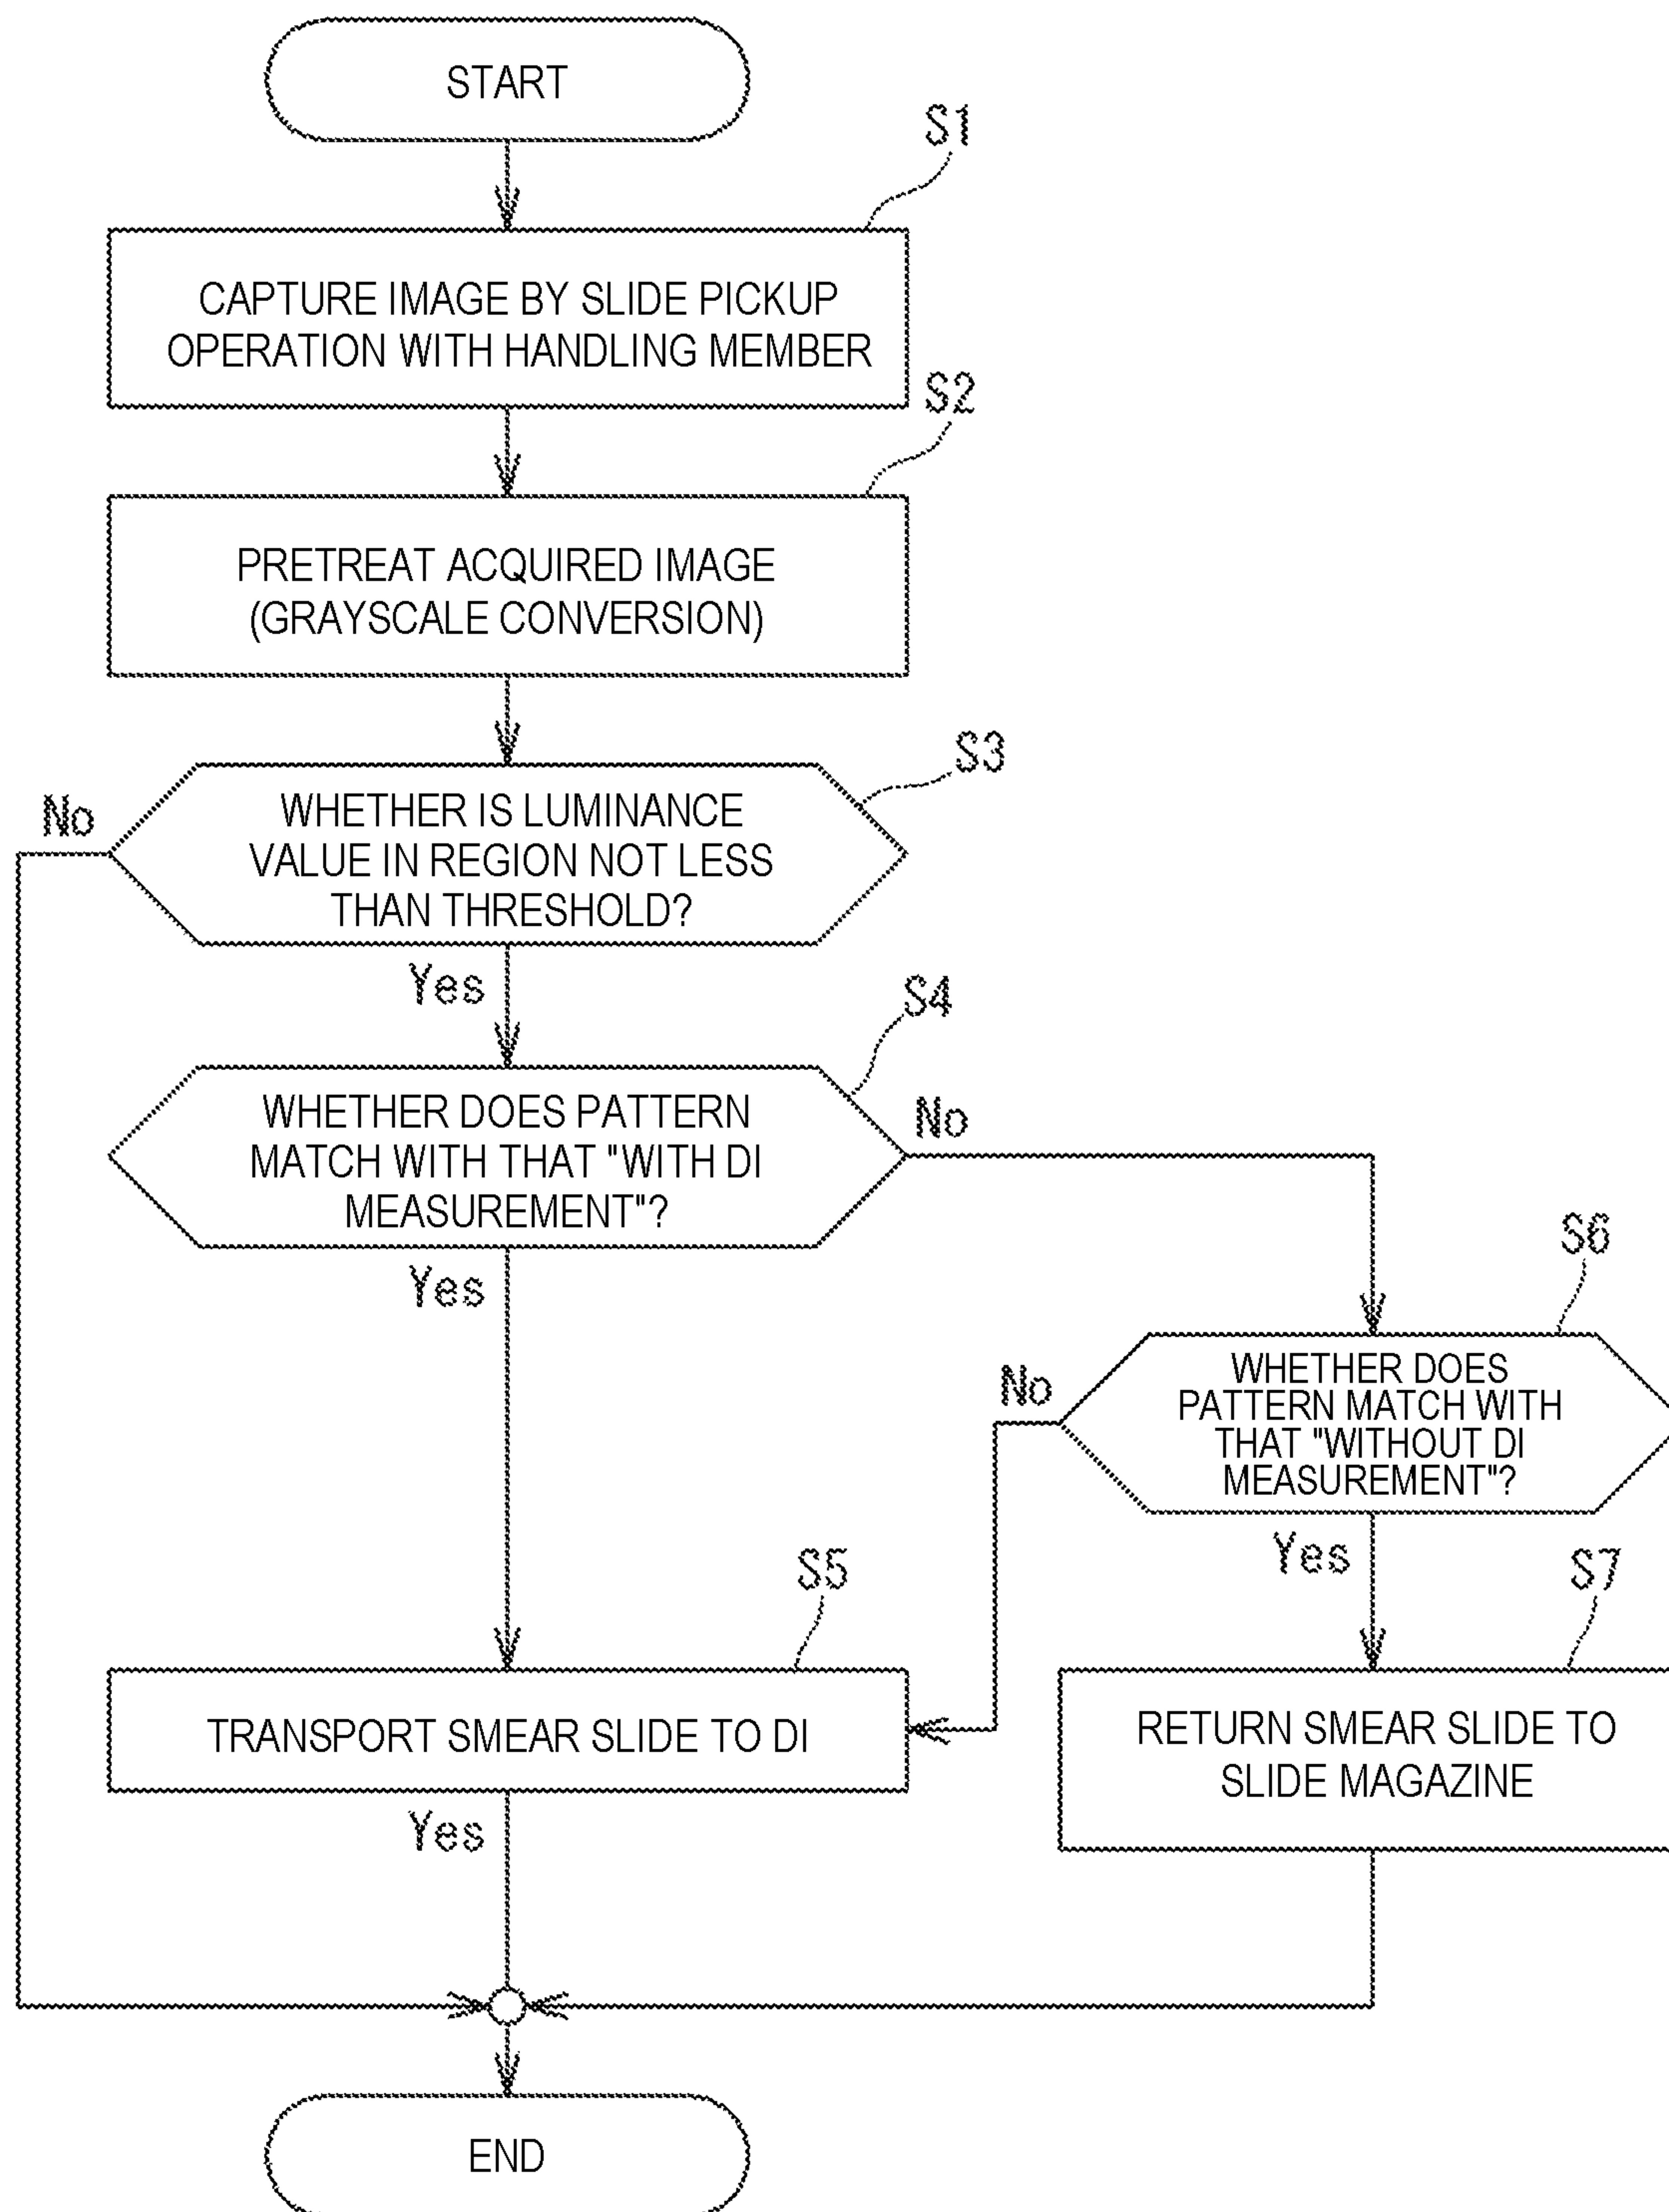 START
S1
CAPTURE IMAGE BY SLIDE PICKUP
OPERATION WITH HANDLING MEMBER
S2
PRETREAT ACQUIRED IMAGE
(GRAYSCALE CONVERSION)
S3
No
WHETHER IS LUMINANCE
VALUE IN REGION NOT LESS
THAN THRESHOLD?
Yes
S4
WHETHER DOES PATTERN
MATCH WITH THAT "WITH DI
MEASUREMENT"?
No
Yes
S6
No
WHETHER DOES
PATTERN MATCH WITH
THAT "WITHOUT DI
MEASUREMENT"?
Yes
S5
S7
TRANSPORT SMEAR SLIDE TO DI
RETURN SMEAR SLIDE TO
SLIDE MAGAZINE
Yes
END